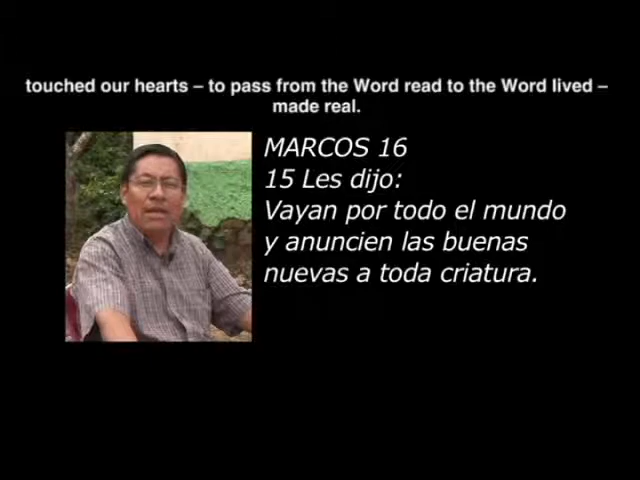 touched our hearts – to pass from the Word read to the Word lived –
made real.
MARCOS 16
15 Les dijo:
Vayan por todo el mundo
y anuncien las buenas
nuevas a toda criatura.